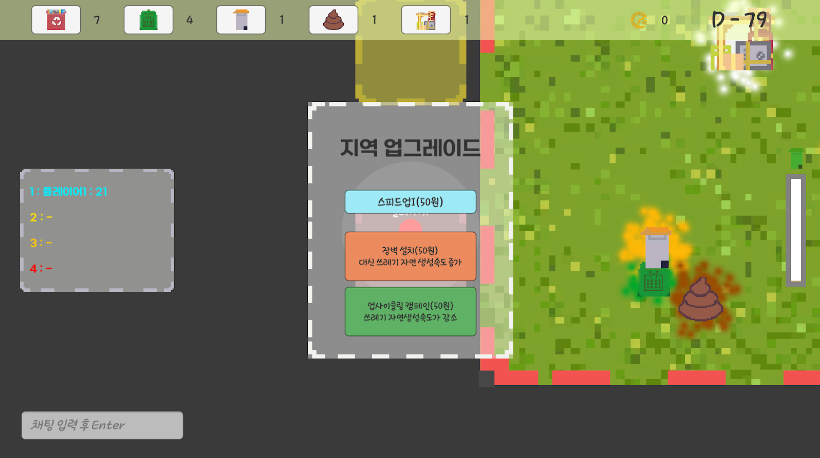 7
4
1
1
1
0
D-79
지역 업그레이드
스피드업I(50원)
장벽 설치(50원)
대신 쓰레기 자연 생성속도 증가
업사이클링 캠페인(50원)
쓰레기 자연생성속도가 감소
1 : 플레이어1 : 21
2 : -
3 : -
4 : -
채팅 입력 후 Enter